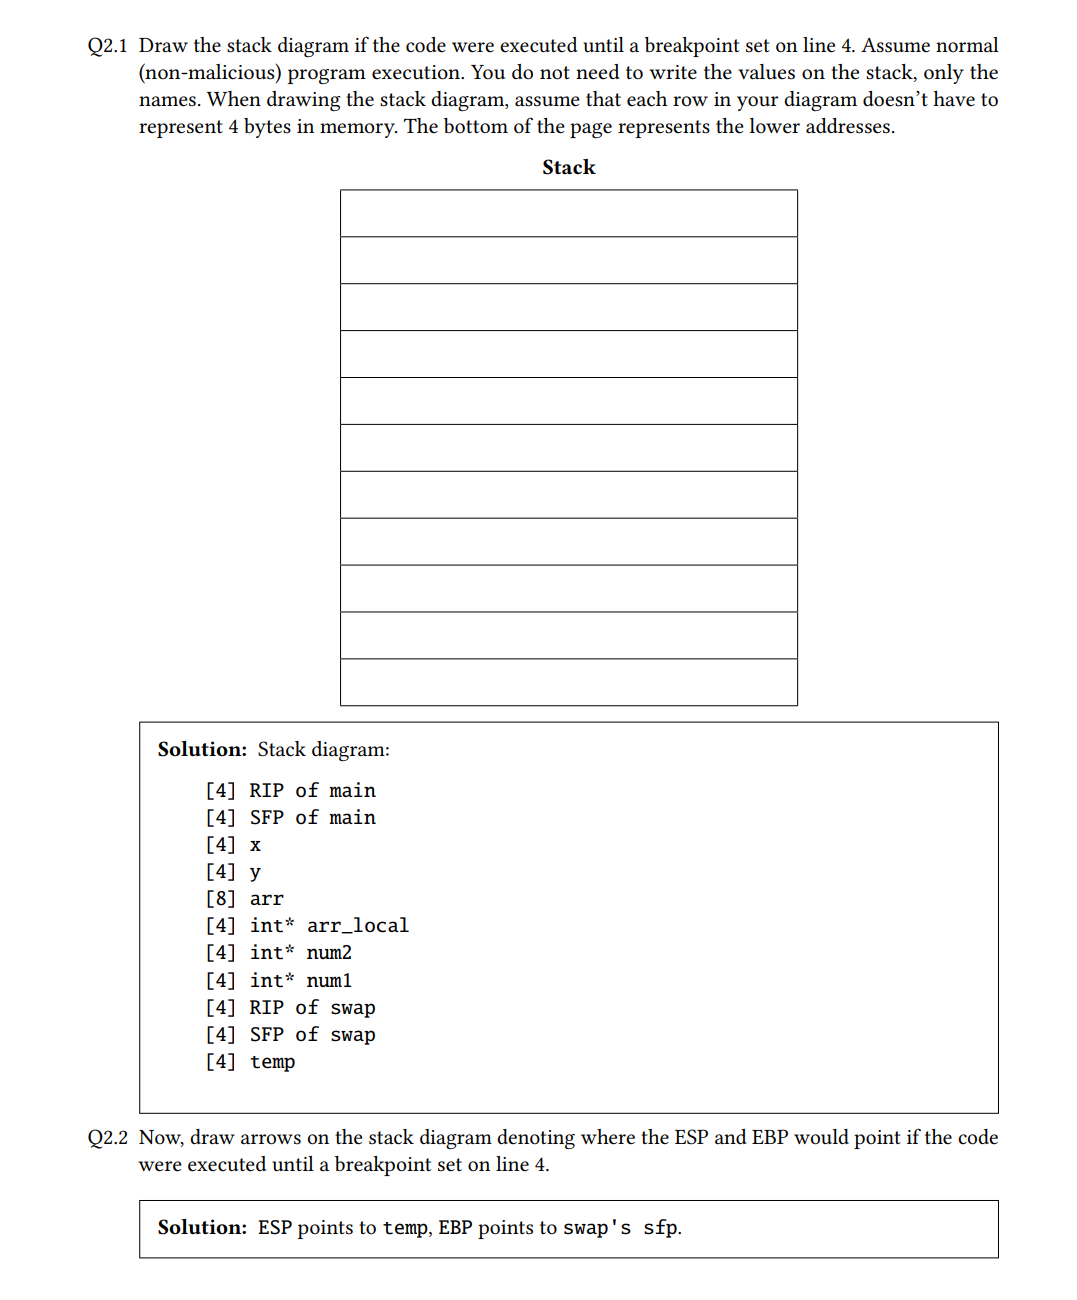 Q2.1 Draw the stack diagram if the code were executed until a breakpoint set on line 4. Assume normal
(non-malicious) program execution. You do not need to write the values on the stack, only the
names. When drawing the stack diagram, assume that each row in your diagram doesn't have to
represent 4 bytes in memory. The bottom of the page represents the lower addresses.
Stack
Solution: Stack diagram:
[4] RIP of main
[4] SFP of main
[4] x
[4] y
[8] arr
[4] int* arr_local
[4] int* num2
[4] int* num1
[4] RIP of swap
[4] SFP of swap
[4] temp
Q2.2 Now, draw arrows on the stack diagram denoting where the ESP and EBP would point if the code
were executed until a breakpoint set on line 4.
Solution: ESP points to temp, EBP points to swap's sfp.